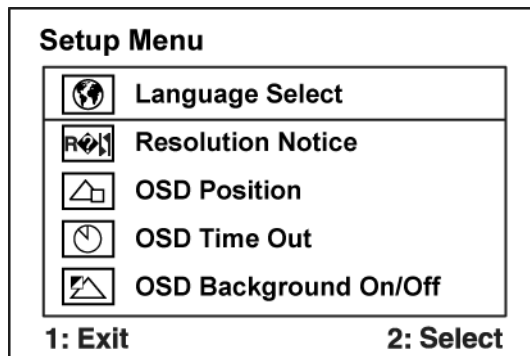 Setup Menu
Language Select
Resolution Notice
OSD Position
OSD Time Out
OSD Background On/Off
1: Exit 2: Select